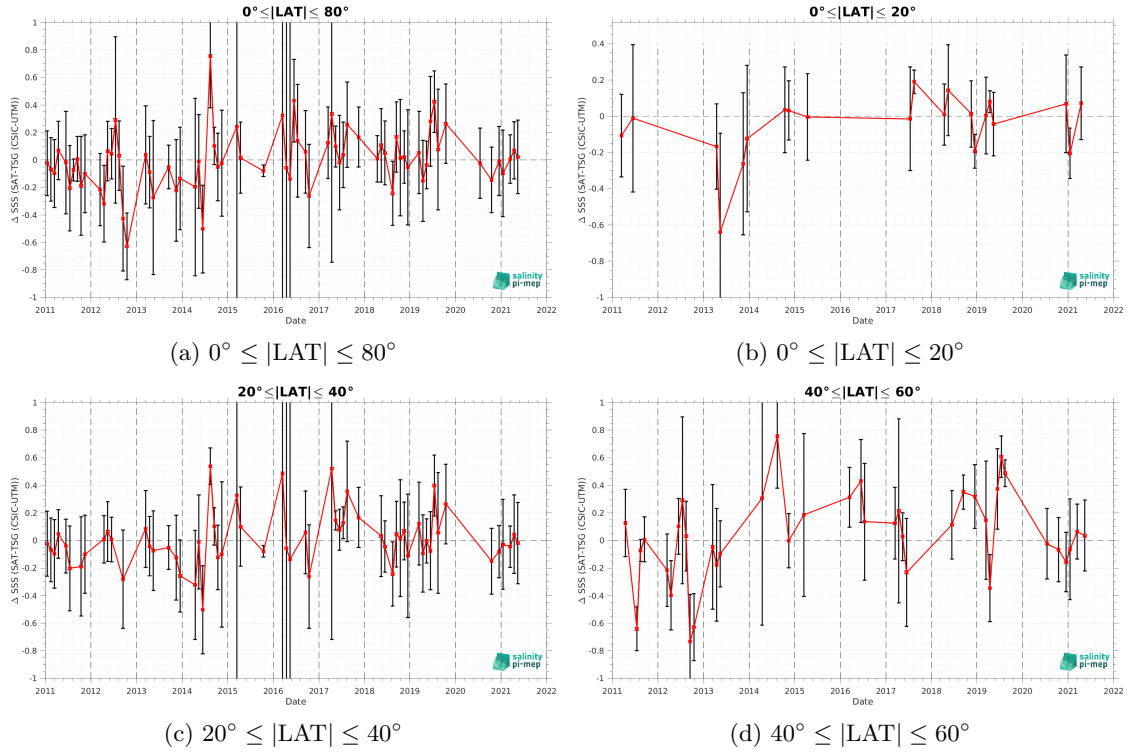 0°≤|LAT|≤ 80°
Δ SSS (SAT-TSG (CSIC-UTM))
1
0.8
0.6
0.4
0.2
0
-0.2
-0.4
-0.6
-0.8
-1
2011 2012 2013 2014 2015 2016 2017 2018 2019 2020 2021 2022
Date
salinity
pi-mep
(a) 0° ≤ |LAT| ≤ 80°
0°≤|LAT|≤ 20°
Δ SSS (SAT-TSG (CSIC-UTM))
0.4
0.2
0
-0.2
-0.4
-0.6
-0.8
-1
2011 2012 2013 2014 2015 2016 2017 2018 2019 2020 2021 2022
Date
salinity
pi-mep
(b) 0° ≤ |LAT| ≤ 20°
20°≤|LAT|≤ 40°
Δ SSS (SAT-TSG (CSIC-UTM))
1
0.8
0.6
0.4
0.2
0
-0.2
-0.4
-0.6
-0.8
-1
2011 2012 2013 2014 2015 2016 2017 2018 2019 2020 2021 2022
Date
salinity
pi-mep
(c) 20° ≤ |LAT| ≤ 40°
40°≤|LAT|≤ 60°
Δ SSS (SAT-TSG (CSIC-UTM))
1
0.8
0.6
0.4
0.2
0
-0.2
-0.4
-0.6
-0.8
-1
2011 2012 2013 2014 2015 2016 2017 2018 2019 2020 2021 2022
Date
salinity
pi-mep
(d) 40° ≤ |LAT| ≤ 60°